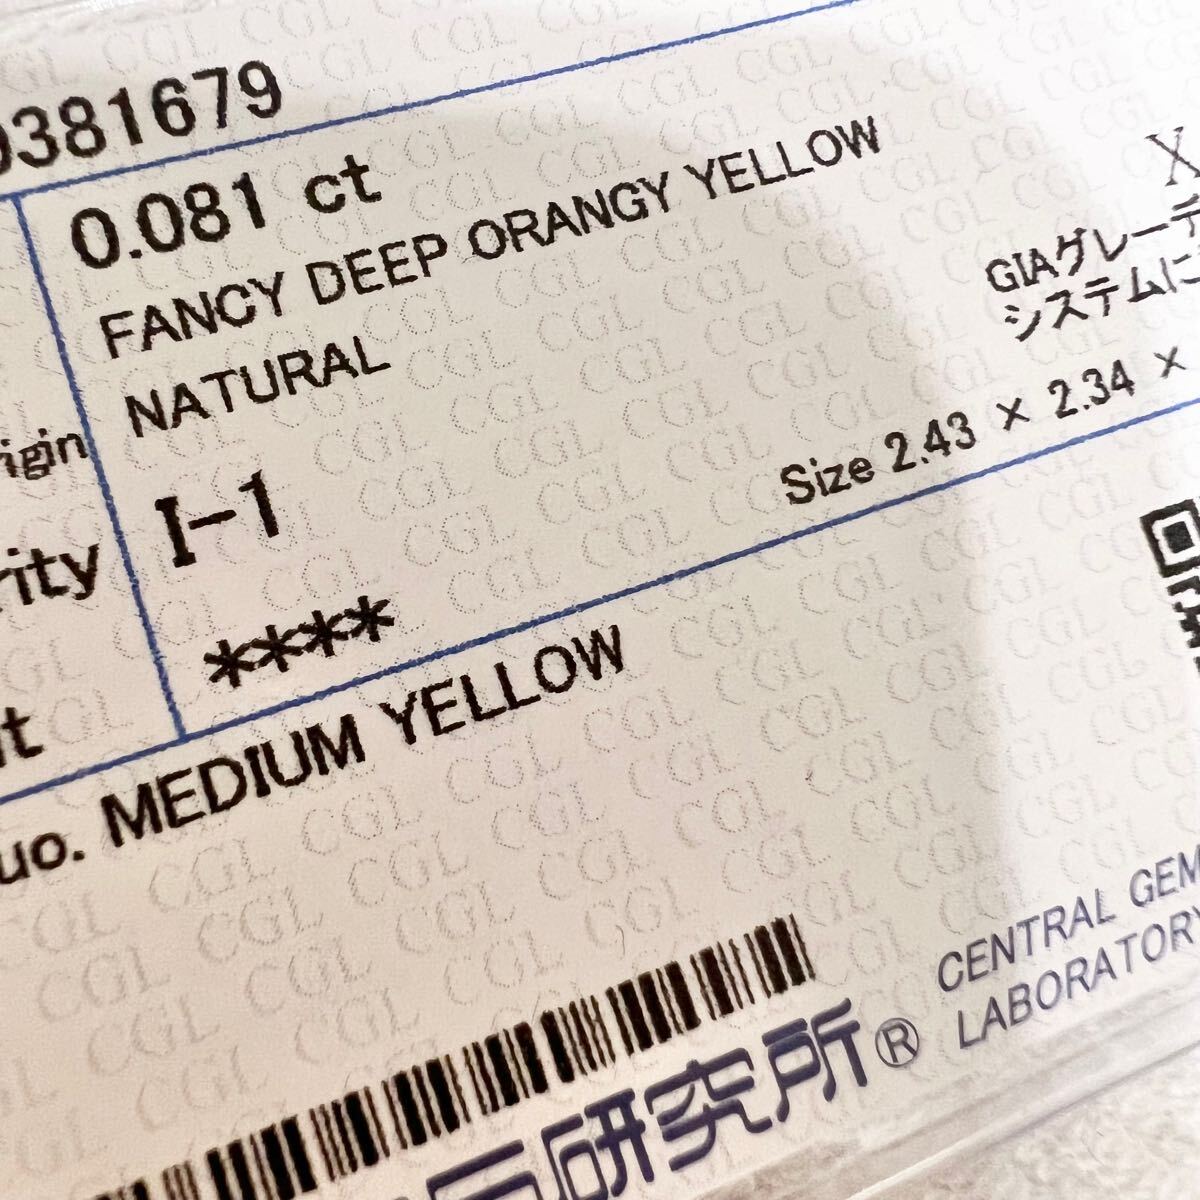 0381679
0.081 ct
FANCY DEEP ORANGY YELLOW
NATURAL
igin
I-1
rity
****
Size 2.43 × 2.34 ×
X
GIAグレーデ
システムに
uo. MEDIUM YELLOW
CENTRAL GEM
LABORATORY
研究所®